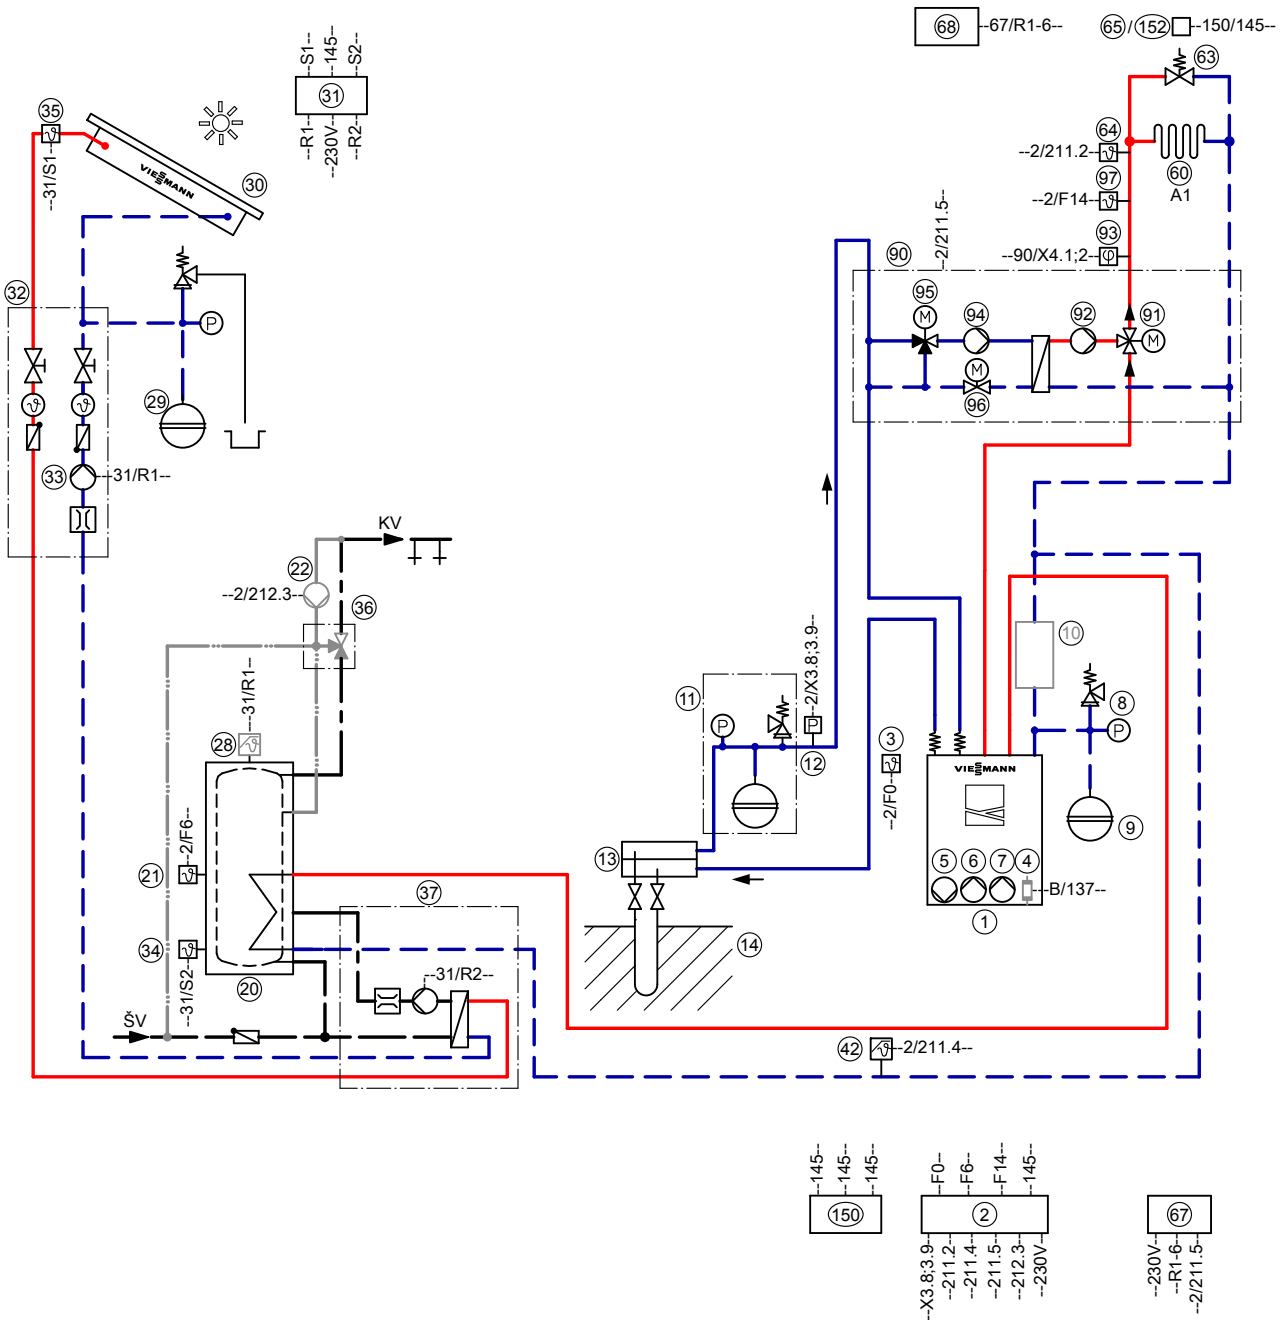 68
--67/R1-6--
65/152
--150/145--
--S1--
--145--
--S2--
31
--R1--
--230V--
--R2--
63
35
--31/S1--
VIESSMANN
30
64
--2/211.2--
60
A1
97
--2/F14--
93
--90/X4.1;2--
φ
90
--2/211.5--
95
M
94
92
91
M
M
96
32
P
29
33
---31/R1--
KV
22
--2/212.3--
36
10
--31/R1--
28
11
P
P
--2/X3.8;3.9--
12
3
--2/F0--
8
P
VIESSMANN
9
13
5
6
7
4
---B/137--
1
21
--2/F6--
37
14
34
--31/S2--
20
--31/R2--
ŠV
42
--2/211.4--
--145--
--145--
--145--
150
--F0--
--F6--
--F14--
--145--
2
--X3.8;3.9--
--211.2--
--211.4--
--211.5--
--212.3--
--230V--
67
--230V--
--R1-6--
--2/211.5--